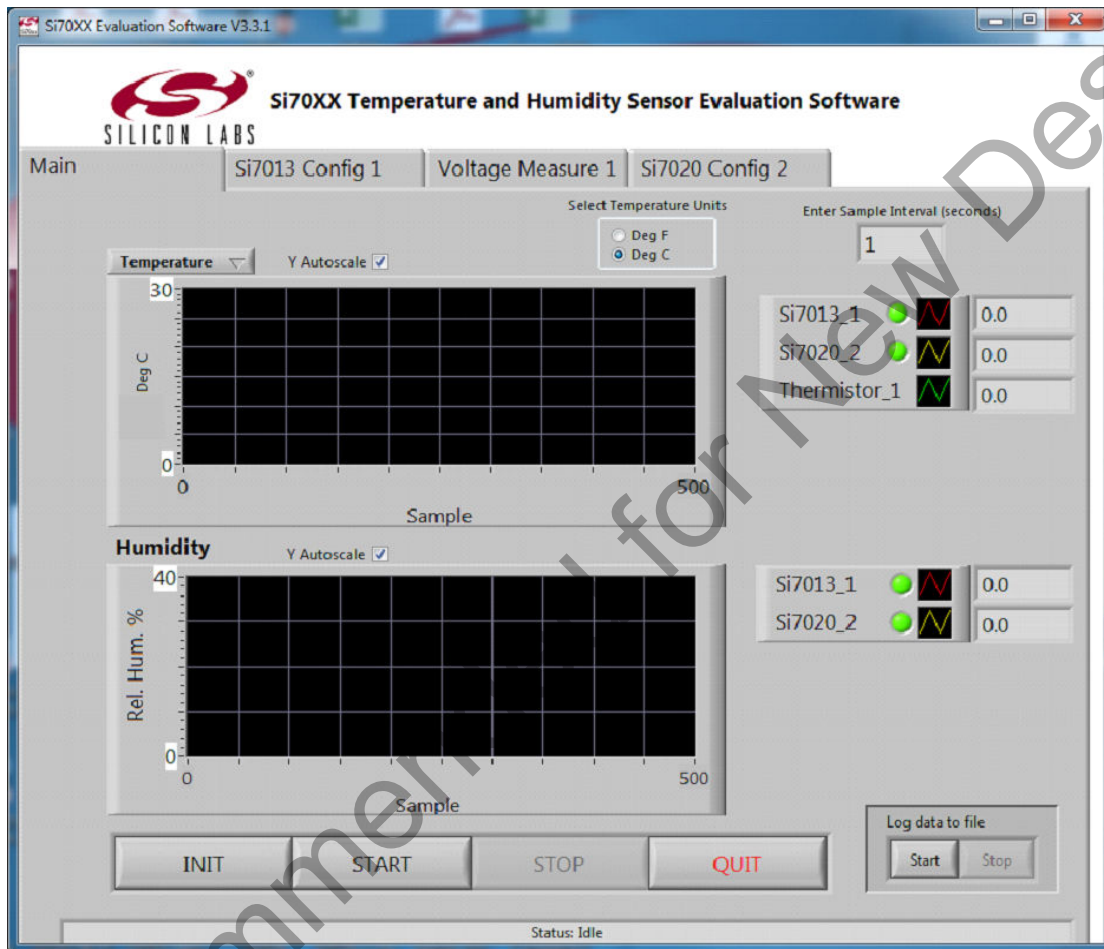 Si70XX Evaluation Software V3.3.1
SILICON LABS
®
Si70XX Temperature and Humidity Sensor Evaluation Software
Main
Si7013 Config 1
Voltage Measure 1
Si7020 Config 2
Select Temperature Units
Deg F
Deg C
Enter Sample Interval (seconds)
1
Temperature
Y Autoscale
30
Deg C
0
0
500
Sample
Si7013_1 0.0
Si7020_2 0.0
Thermistor_1 0.0
Humidity
Y Autoscale
40
Rel. Hum. %
0
0
500
Sample
Si7013_1 0.0
Si7020_2 0.0
INIT
START
STOP
QUIT
Log data to file
Start
Stop
Status: Idle
for New Des